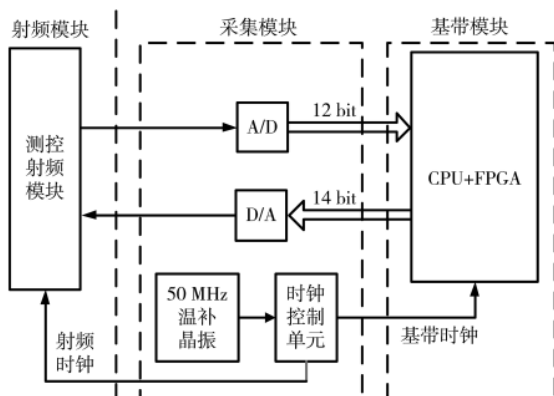 射频模块
采集模块
基带模块
测控
射频
模块
A/D
12 bit
CPU+FPGA
D/A
14 bit
50 MHz
温补
晶振
时钟
控制
单元
射频
时钟
基带时钟